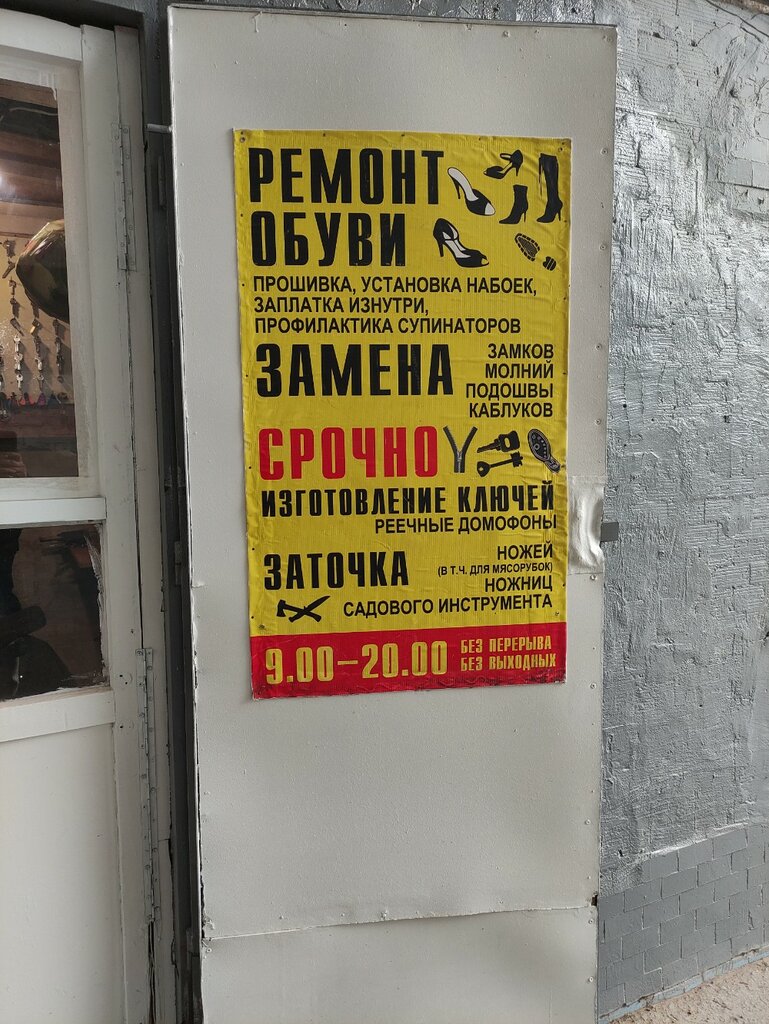 РЕМОНТ
ОБУВИ
ПРОШИВКА, УСТАНОВКА НАБОЕК,
ЗАПЛАТКА ИЗНУТРИ,
ПРОФИЛАКТИКА СУПИНАТОРОВ
ЗАМЕНА
ЗАМКОВ
МОЛНИЙ
ПОДОШВЫ
КАБЛУКОВ
СРОЧНО
ИЗГОТОВЛЕНИЕ КЛЮЧЕЙ
РЕЕЧНЫЕ ДОМОФОНЫ
ЗАТОЧКА
НОЖЕЙ
(В Т.Ч. ДЛЯ МЯСОРУБОК)
НОЖНИЦ
САДОВОГО ИНСТРУМЕНТА
9.00–20.00
БЕЗ ПЕРЕРЫВА
БЕЗ ВЫХОДНЫХ